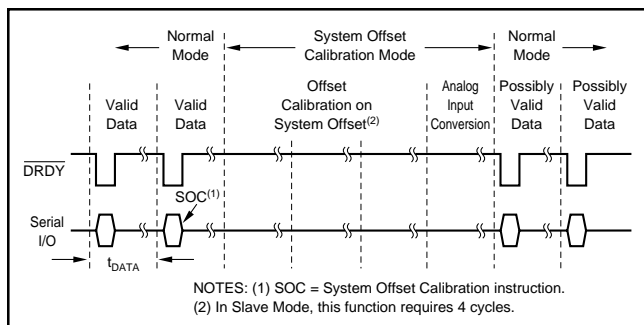 Normal
Mode
System Offset
Calibration Mode
Normal
Mode
Valid
Data
Valid
Data
Offset
Calibration on
System Offset(2)
Analog
Input
Conversion
Possibly
Valid
Data
Possibly
Valid
Data
DRDY
SOC(1)
Serial
I/O
tDATA
NOTES: (1) SOC = System Offset Calibration instruction.
(2) In Slave Mode, this function requires 4 cycles.